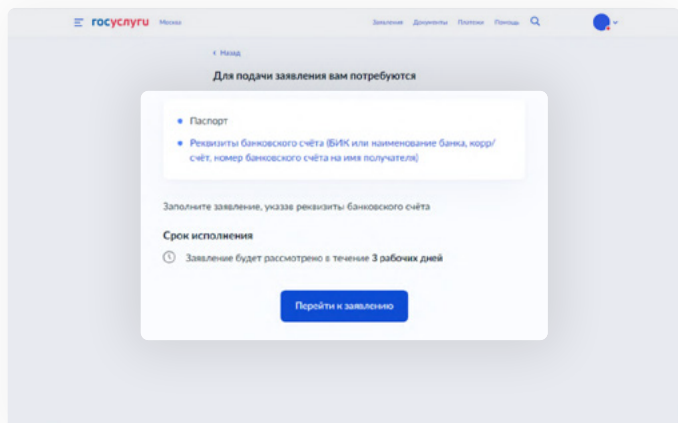 госуслуги Москва Заявления Документы Платежи Помощь
Назад
Для подачи заявления вам потребуются
Паспорт
Реквизиты банковского счёта (БИК или наименование банка, корр/
счёт, номер банковского счёта на имя получателя)
Заполните заявление, указав реквизиты банковского счёта
Срок исполнения
Заявление будет рассмотрено в течение 3 рабочих дней
Перейти к заявлению